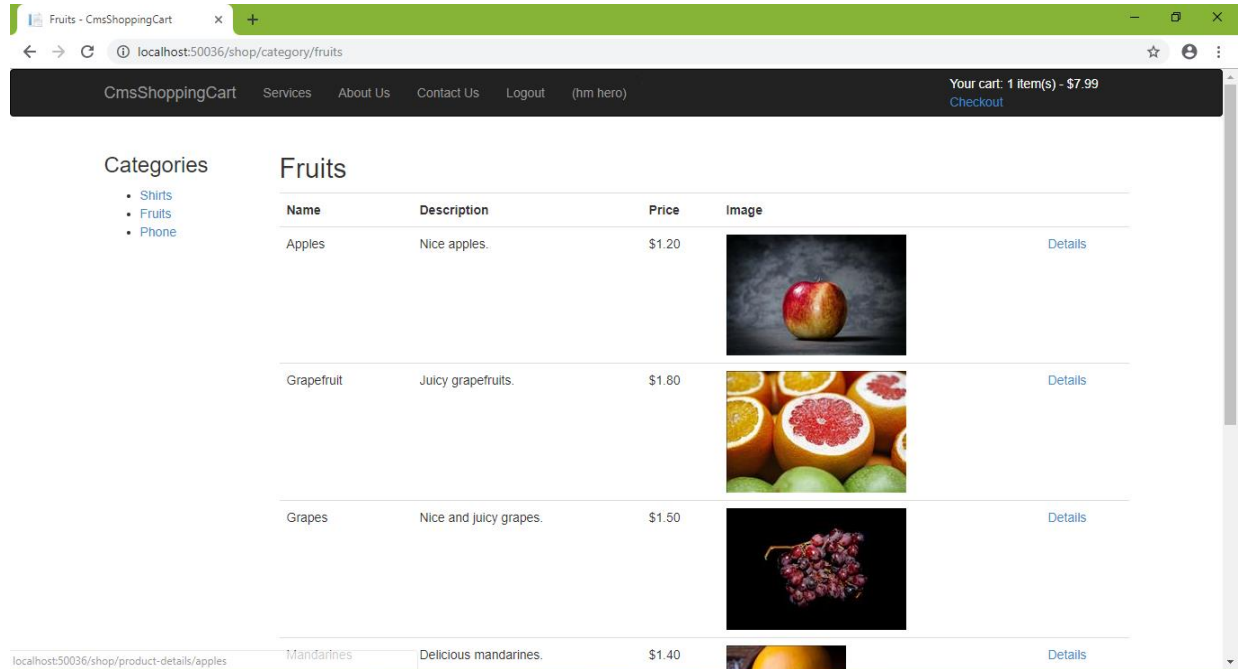 Fruits - CmsShoppingCart
localhost:50036/shop/category/fruits
CmsShoppingCart Services About Us Contact Us Logout (hm hero)
Your cart: 1 item(s) - $7.99
Checkout
Categories
Shirts
Fruits
Phone
Fruits
Name Description Price Image
Apples Nice apples. $1.20 Details
Grapefruit Juicy grapefruits. $1.80 Details
Grapes Nice and juicy grapes. $1.50 Details
Mandarines Delicious mandarines. $1.40 Details
localhost:50036/shop/product-details/apples